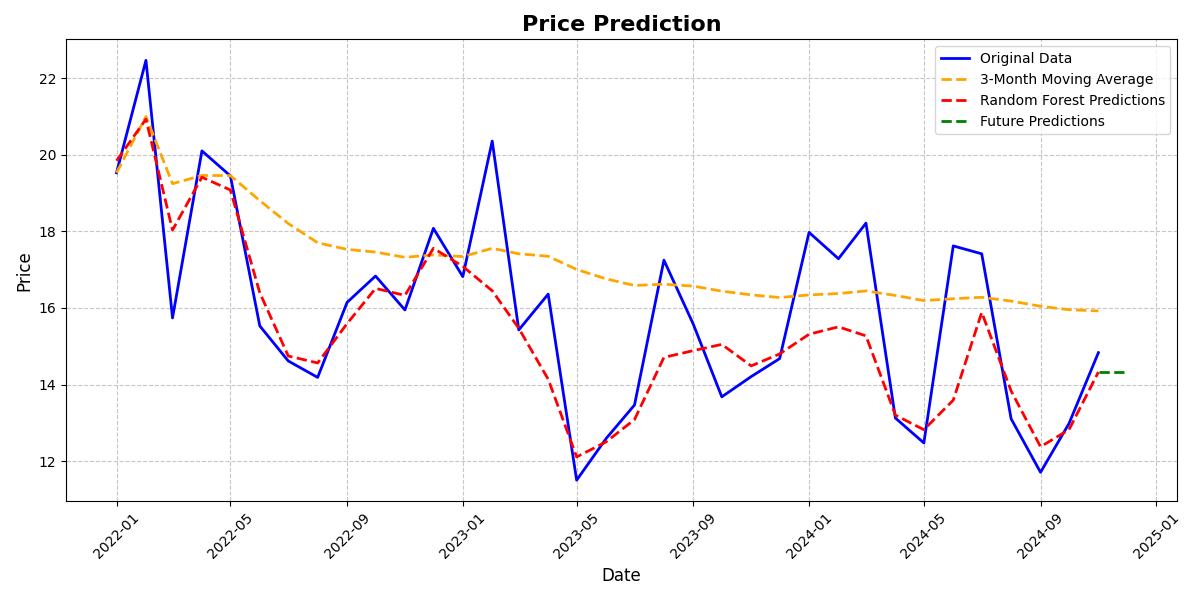 Price Prediction
Original Data
3-Month Moving Average
Random Forest Predictions
Future Predictions
Price
22
20
18
16
14
12
2022-01
2022-05
2022-09
2023-01
2023-05
2023-09
2024-01
2024-05
2024-09
2025-01
Date